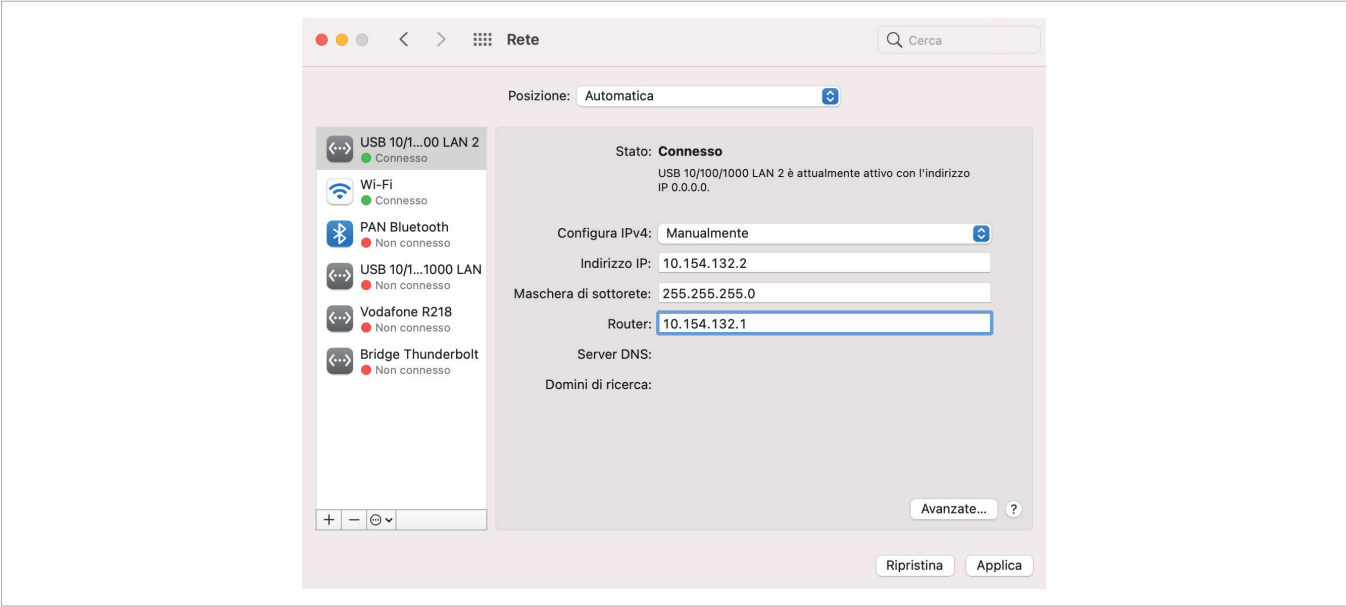 Rete
Cerca
Posizione: Automatica
USB 10/1...00 LAN 2
Connesso
Wi-Fi
Connesso
PAN Bluetooth
Non connesso
USB 10/1...1000 LAN
Non connesso
Vodafone R218
Non connesso
Bridge Thunderbolt
Non connesso
Stato: Connesso
USB 10/100/1000 LAN 2 è attualmente attivo con l'indirizzo
IP 0.0.0.0.
Configura IPv4: Manualmente
Indirizzo IP: 10.154.132.2
Maschera di sottorete: 255.255.255.0
Router: 10.154.132.1
Server DNS:
Domini di ricerca:
Avanzate... ?
Ripristina Applica